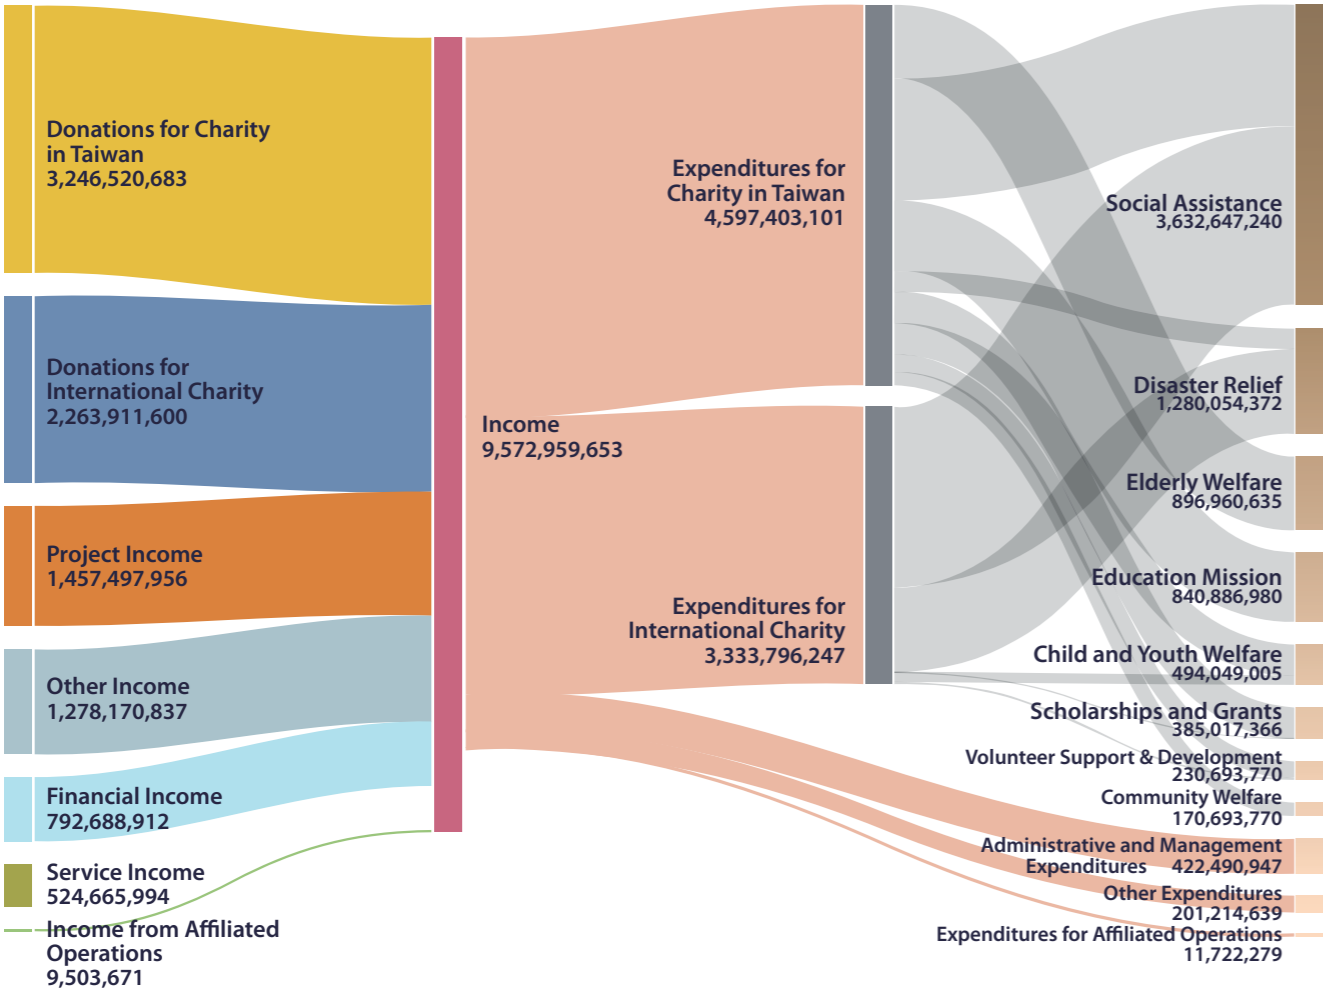 Donations for Charity
in Taiwan
3,246,520,683
Donations for
International Charity
2,263,911,600
Project Income
1,457,497,956
Other Income
1,278,170,837
Financial Income
792,688,912
Service Income
524,665,994
Income from Affiliated
Operations
9,503,671
Income
9,572,959,653
Expenditures for
Charity in Taiwan
4,597,403,101
Expenditures for
International Charity
3,333,796,247
Social Assistance
3,632,647,240
Disaster Relief
1,280,054,372
Elderly Welfare
896,960,635
Education Mission
840,886,980
Child and Youth Welfare
494,049,005
Scholarships and Grants
385,017,366
Volunteer Support & Development
230,693,770
Community Welfare
170,693,770
Administrative and Management
Expenditures 422,490,947
Other Expenditures
201,214,639
Expenditures for Affiliated Operations
11,722,279